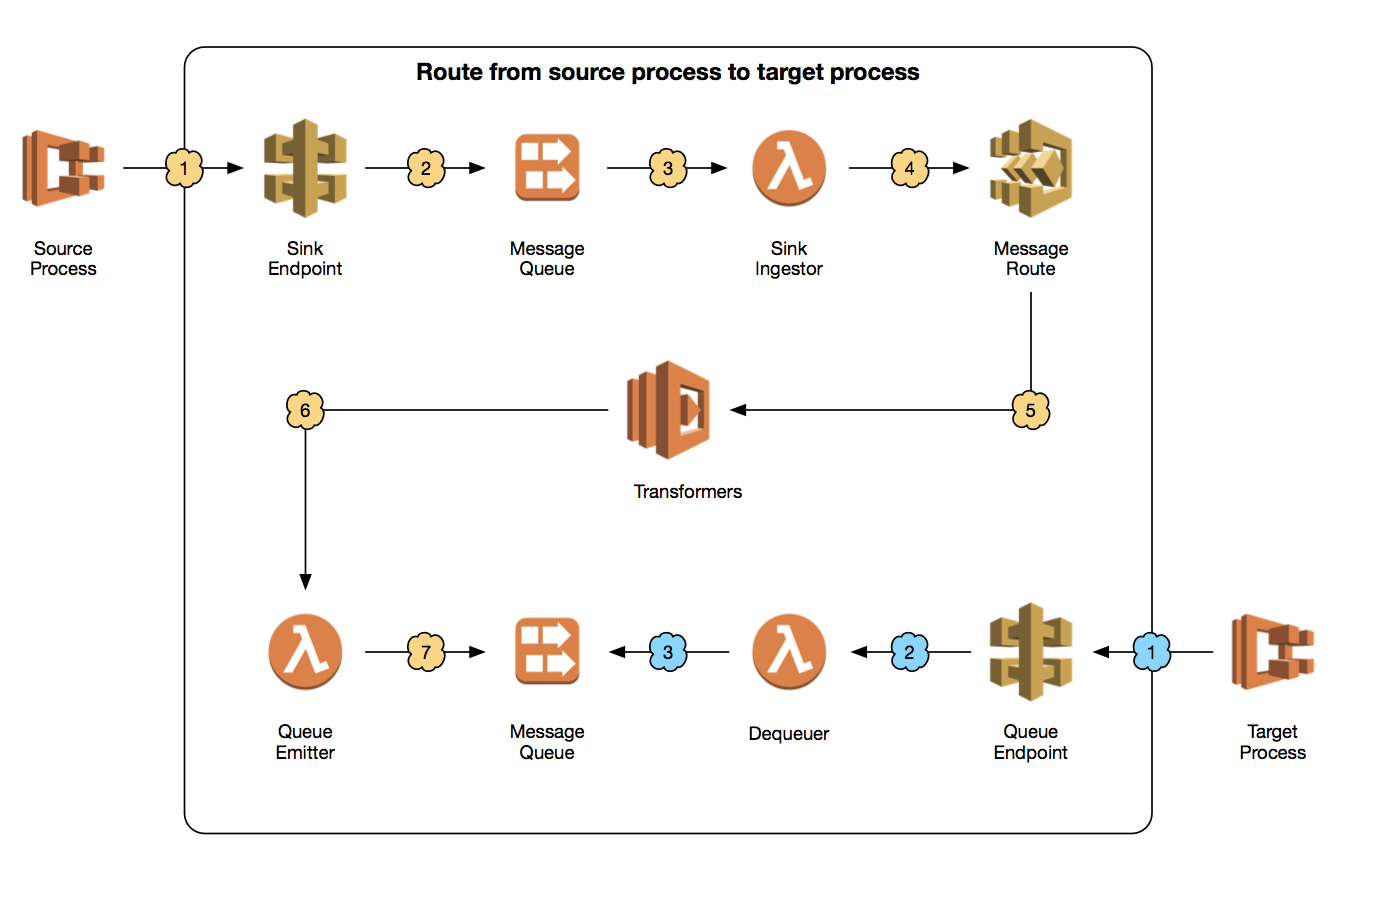 Route from source process to target process
1
2
3
4
Source
Process
Sink
Endpoint
Message
Queue
Sink
Ingestor
Message
Route
6
5
Transformers
7
3
2
1
Queue
Emitter
Message
Queue
Dequeuer
Queue
Endpoint
Target
Process